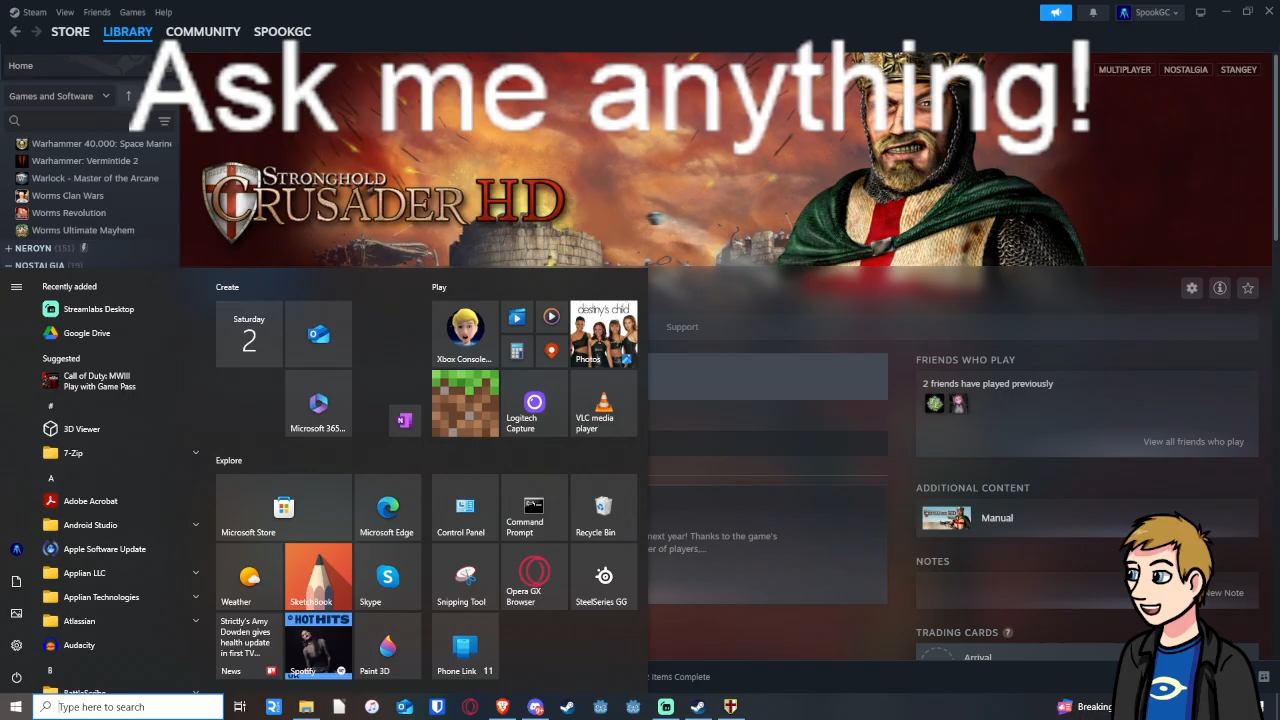 Steam View Friends Games Help
SpookGC
STORE LIBRARY COMMUNITY SPOOKGC
Home
Ask me anything!
MULTIPLAYER NOSTALGIA STANGEY
Games and Software
STRONGHOLD
CRUSADER HD
Warhammer 40,000: Space Marine
Warhammer: Vermintide 2
Warlock - Master of the Arcane
Worms Clan Wars
Worms Revolution
Worms Ultimate Mayhem
NEROYN (151)
NOSTALGIA
Recently added
Streamlabs Desktop
Google Drive
Suggested
Call of Duty: MWIII
Play with Game Pass
#
3D Viewer
7-Zip
A
Adobe Acrobat
Android Studio
Apple Software Update
Applian LLC
Applian Technologies
Atlassian
Audacity
B
BattleScribe
Create
Saturday
2
Microsoft 365...
Play
Xbox Console...
destiny's child
Photos
Logitech
Capture
VLC media
player
Explore
Microsoft Store
Microsoft Edge
Control Panel
Command
Prompt
Recycle Bin
Weather
SketchBook
Skype
Snipping Tool
Opera GX
Browser
SteelSeries GG
Strictly's Amy
Dowden gives
health update
in first TV...
News
HOT HITS
Spotify
Paint 3D
Phone Link 11
Support
next year! Thanks to the game's
er of players,...
FRIENDS WHO PLAY
2 friends have played previously
View all friends who play
ADDITIONAL CONTENT
Manual
NOTES
New Note
TRADING CARDS ?
Arrival
Items Complete
Type here to search
Breaking